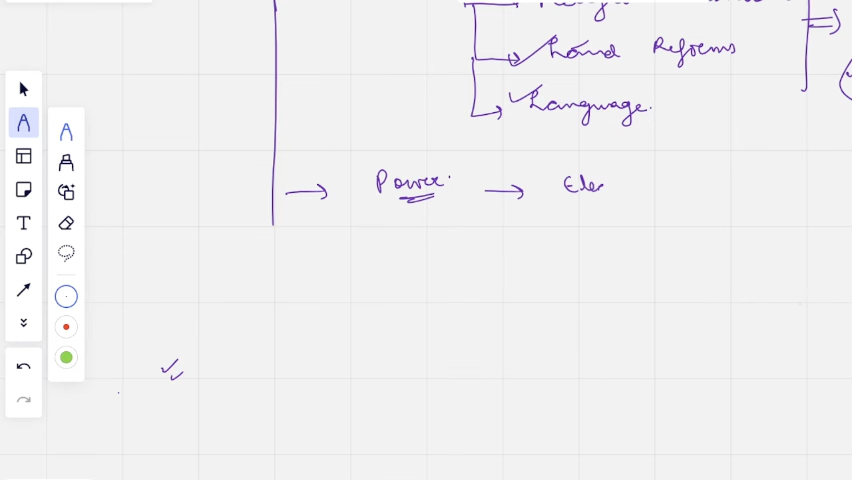 Land Reforms
Language.
Power. → Ele